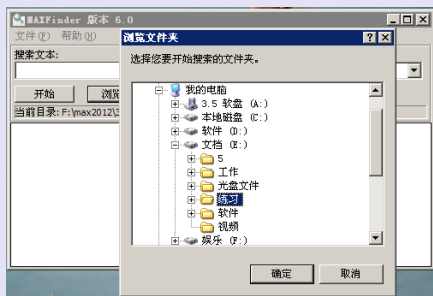 MAXFinder 版本 6.0
文件(F) 帮助(H)
搜索文本:
开始 浏览
当前目录: F:\max2012\3
浏览文件夹
选择您要开始搜索的文件夹。
我的电脑
3.5 软盘 (A:)
本地磁盘 (C:)
软件 (D:)
文档 (E:)
5
工作
光盘文件
练习
软件
视频
娱乐 (F:)
确定 取消